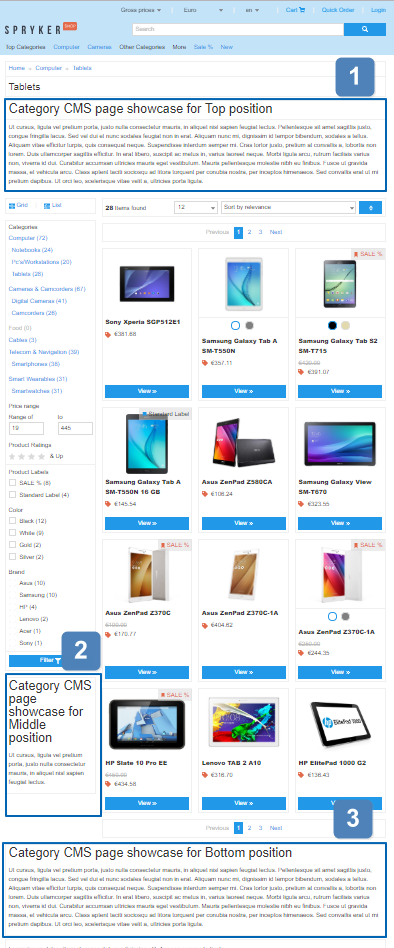 Gross prices Euro en Cart Quick Order Login
SPRYKER SHOP
Search
Top Categories Computer Cameras Other Categories More Sale % New
Home » Computer » Tablets
1
Tablets
Category CMS page showcase for Top position
Ut cursus, ligula vel pretium porta, justo nulla consectetur mauris, in aliquet nisl sapien feugiat lectus. Pellentesque sit amet sagittis justo,
congue fringilla lacus. Sed vel dui et nunc sodales feugiat non in erat. Aliquam nunc mi, dignissim id tempor bibendum, sodales a tellus.
Aliquam vitae efficitur turpis, quis consequat neque. Suspendisse interdum semper mi. Cras tortor justo, pretium at convallis a, lobortis non
lorem. Duis ullamcorper sagittis efficitur. In erat libero, suscipit ac metus in, varius laoreet metus. Morbi ligula arcu, rutrum facilisis varius
non, viverra id dui. Curabitur accumsan ultricies mauris eget vestibulum. Mauris pellentesque molestie nibh eu finibus. Fusce ut gravida
massa, et vehicula arcu. Class aptent taciti sociosqu ad litora torquent per conubia nostra, per inceptos himenaeos. Sed convallis erat ut mi
pretium dapibus. Ut orci leo, scelerisque vitae velit a, ultricies porta ligula.
Grid List
28 Items found
12
Sort by relevance
Categories
Computer (72)
Notebooks (24)
Pc's/Workstations (20)
Tablets (28)
Cameras & Camcorders (67)
Digital Cameras (41)
Camcorders (26)
Food (0)
Cables (3)
Telecom & Navigation (39)
Smartphones (38)
Smart Wearables (31)
Smartwatches (31)
Price range
Range of to
19 445
Product Ratings
& Up
Product Labels
SALE % (8)
Standard Label (4)
Color
Black (12)
White (9)
Gold (2)
Silver (2)
Brand
Asus (10)
Samsung (10)
HP (4)
Lenovo (2)
Acer (1)
Sony (1)
Filter
2
Category CMS
page
showcase for
Middle
position
Ut cursus, ligula vel pretium
porta, justo nulla consectetur
mauris, in aliquet nisl sapien
feugiat lectus.
Previous 1 2 3 Next
SALE %
Sony Xperia SGP512E1
€381.68
View »
Samsung Galaxy Tab A
SM-T550N
€357.11
View »
Samsung Galaxy Tab S2
SM-T715
€391.07
View »
Standard Label
Samsung Galaxy Tab A
SM-T550N 16 GB
€145.54
View »
Asus ZenPad Z580CA
€106.24
View »
Samsung Galaxy View
SM-T670
€323.55
View »
SALE %
Asus ZenPad Z370C
€170.77
View »
Asus ZenPad Z370C-1A
€404.62
View »
SALE %
Asus ZenPad Z370C-1A
€244.35
View »
SALE %
HP Slate 10 Pro EE
€434.58
View »
Lenovo TAB 2 A10
€316.70
View »
HP ElitePad 1000 G2
€136.43
View »
3
Previous 1 2 3 Next
Category CMS page showcase for Bottom position
Ut cursus, ligula vel pretium porta, justo nulla consectetur mauris, in aliquet nisl sapien feugiat lectus. Pellentesque sit amet sagittis justo,
congue fringilla lacus. Sed vel dui et nunc sodales feugiat non in erat. Aliquam nunc mi, dignissim id tempor bibendum, sodales a tellus.
Aliquam vitae efficitur turpis, quis consequat neque. Suspendisse interdum semper mi. Cras tortor justo, pretium at convallis a, lobortis non
lorem. Duis ullamcorper sagittis efficitur. In erat libero, suscipit ac metus in, varius laoreet metus. Morbi ligula arcu, rutrum facilisis varius
non, viverra id dui. Curabitur accumsan ultricies mauris eget vestibulum. Mauris pellentesque molestie nibh eu finibus. Fusce ut gravida
massa, et vehicula arcu. Class aptent taciti sociosqu ad litora torquent per conubia nostra, per inceptos himenaeos. Sed convallis erat ut mi
pretium dapibus. Ut orci leo, scelerisque vitae velit a, ultricies porta ligula.